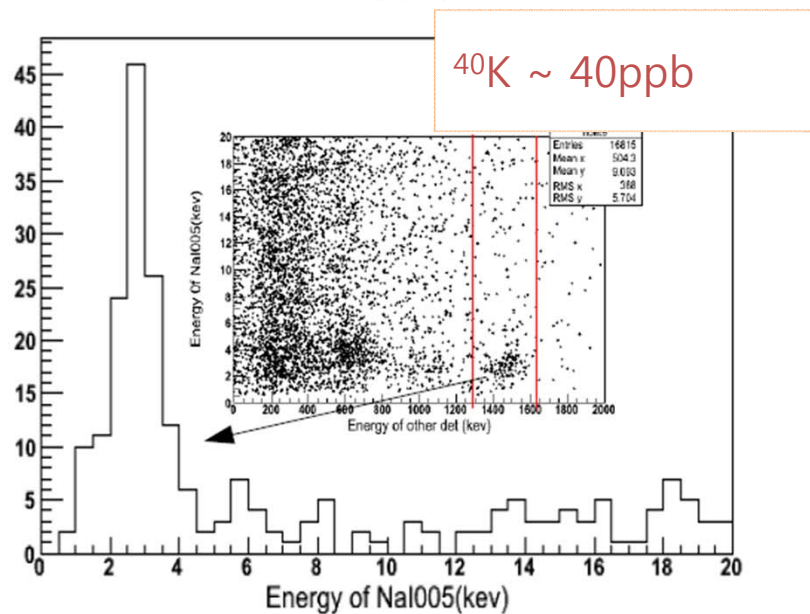 ⁴⁰K ~ 40ppb
45
40
35
30
25
20
15
10
5
0
0 2 4 6 8 10 12 14 16 18 20
Energy of NaI005(kev)
20
18
16
14
12
10
8
6
4
2
0
0 200 400 600 800 1000 1200 1400 1600 1800 2000
Energy Of NaI005(kev)
Energy of other det (kev)
Entries 16815
Mean x 504.3
Mean y 9.093
RMS x 388
RMS y 5.704